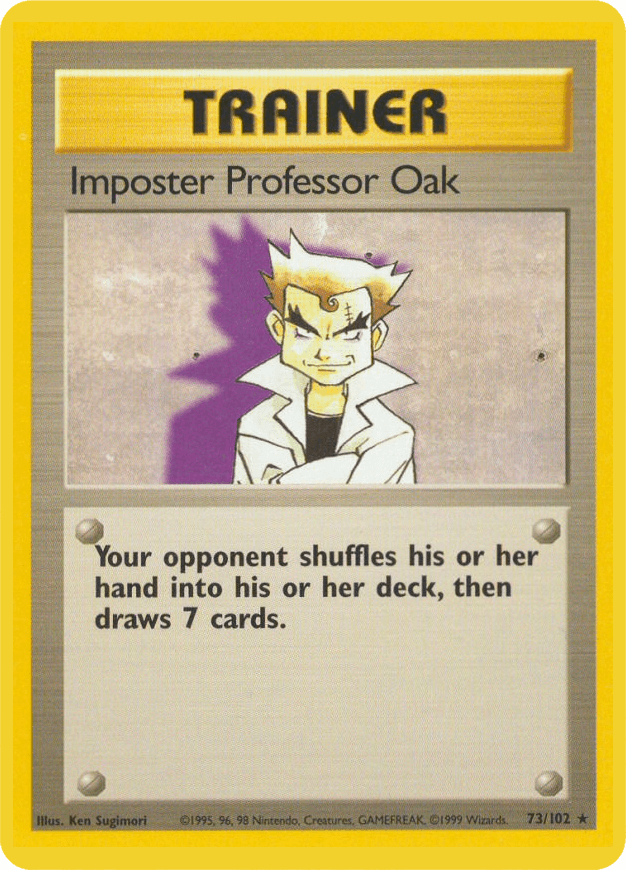 TRAINER
Imposter Professor Oak
Your opponent shuffles his or her
hand into his or her deck, then
draws 7 cards.
Illus. Ken Sugimori ©1995, 96, 98 Nintendo, Creatures, GAMEFREAK, ©1999 Wizards. 73/102 ★